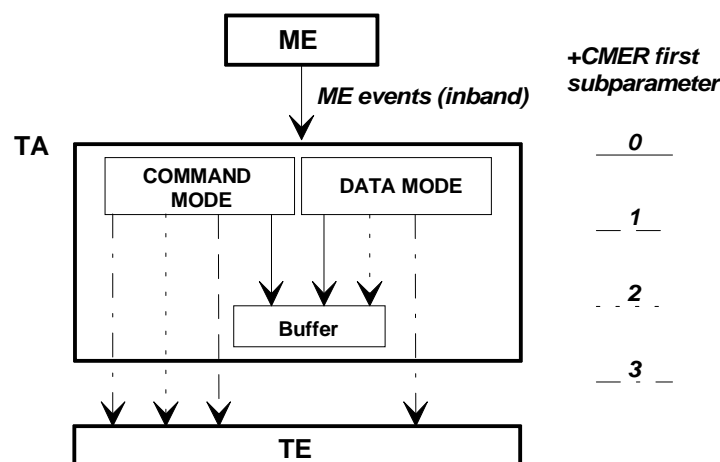 ME
+CMER first
subparameter
ME events (inband)
TA
0
COMMAND
MODE
DATA MODE
1
2
Buffer
3
TE